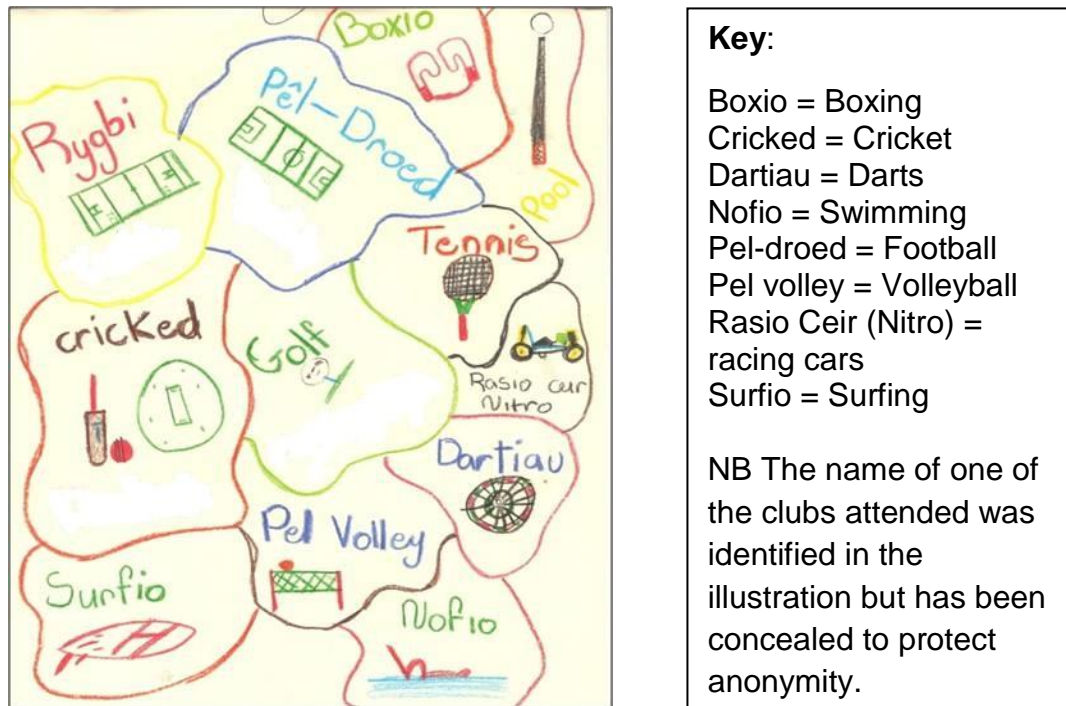 Boxio
Pêl-Droed
Rygbi
Pool
Tennis
cricked
Golf
Rasio ceir
Nitro
Dartiau
Pel Volley
Surfio
Nofio
Key:
Boxio = Boxing
Cricked = Cricket
Dartiau = Darts
Nofio = Swimming
Pel-droed = Football
Pel volley = Volleyball
Rasio Ceir (Nitro) =
racing cars
Surfio = Surfing
NB The name of one of
the clubs attended was
identified in the
illustration but has been
concealed to protect
anonymity.